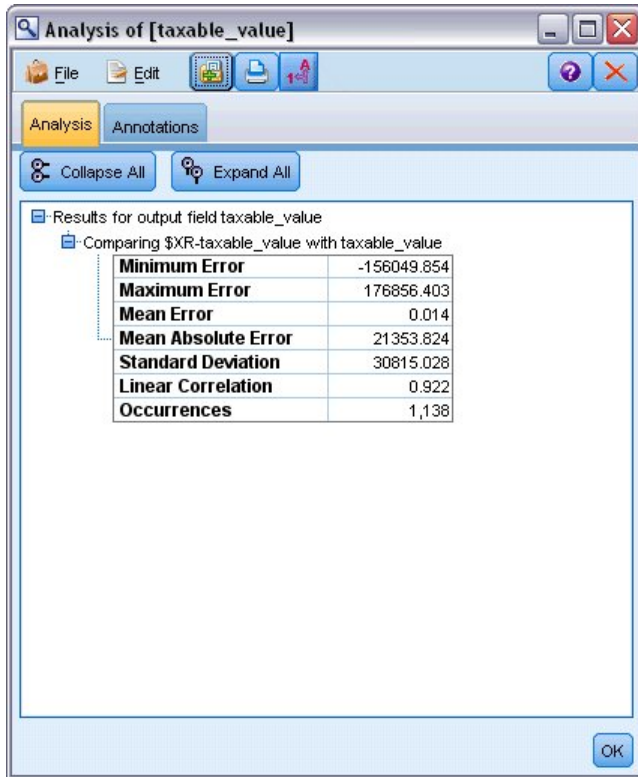 Analysis of [taxable_value]
File Edit
Analysis Annotations
Collapse All Expand All
Results for output field taxable_value
Comparing $XR-taxable_value with taxable_value
Minimum Error -156049.854
Maximum Error 176856.403
Mean Error 0.014
Mean Absolute Error 21353.824
Standard Deviation 30815.028
Linear Correlation 0.922
Occurrences 1,138
OK